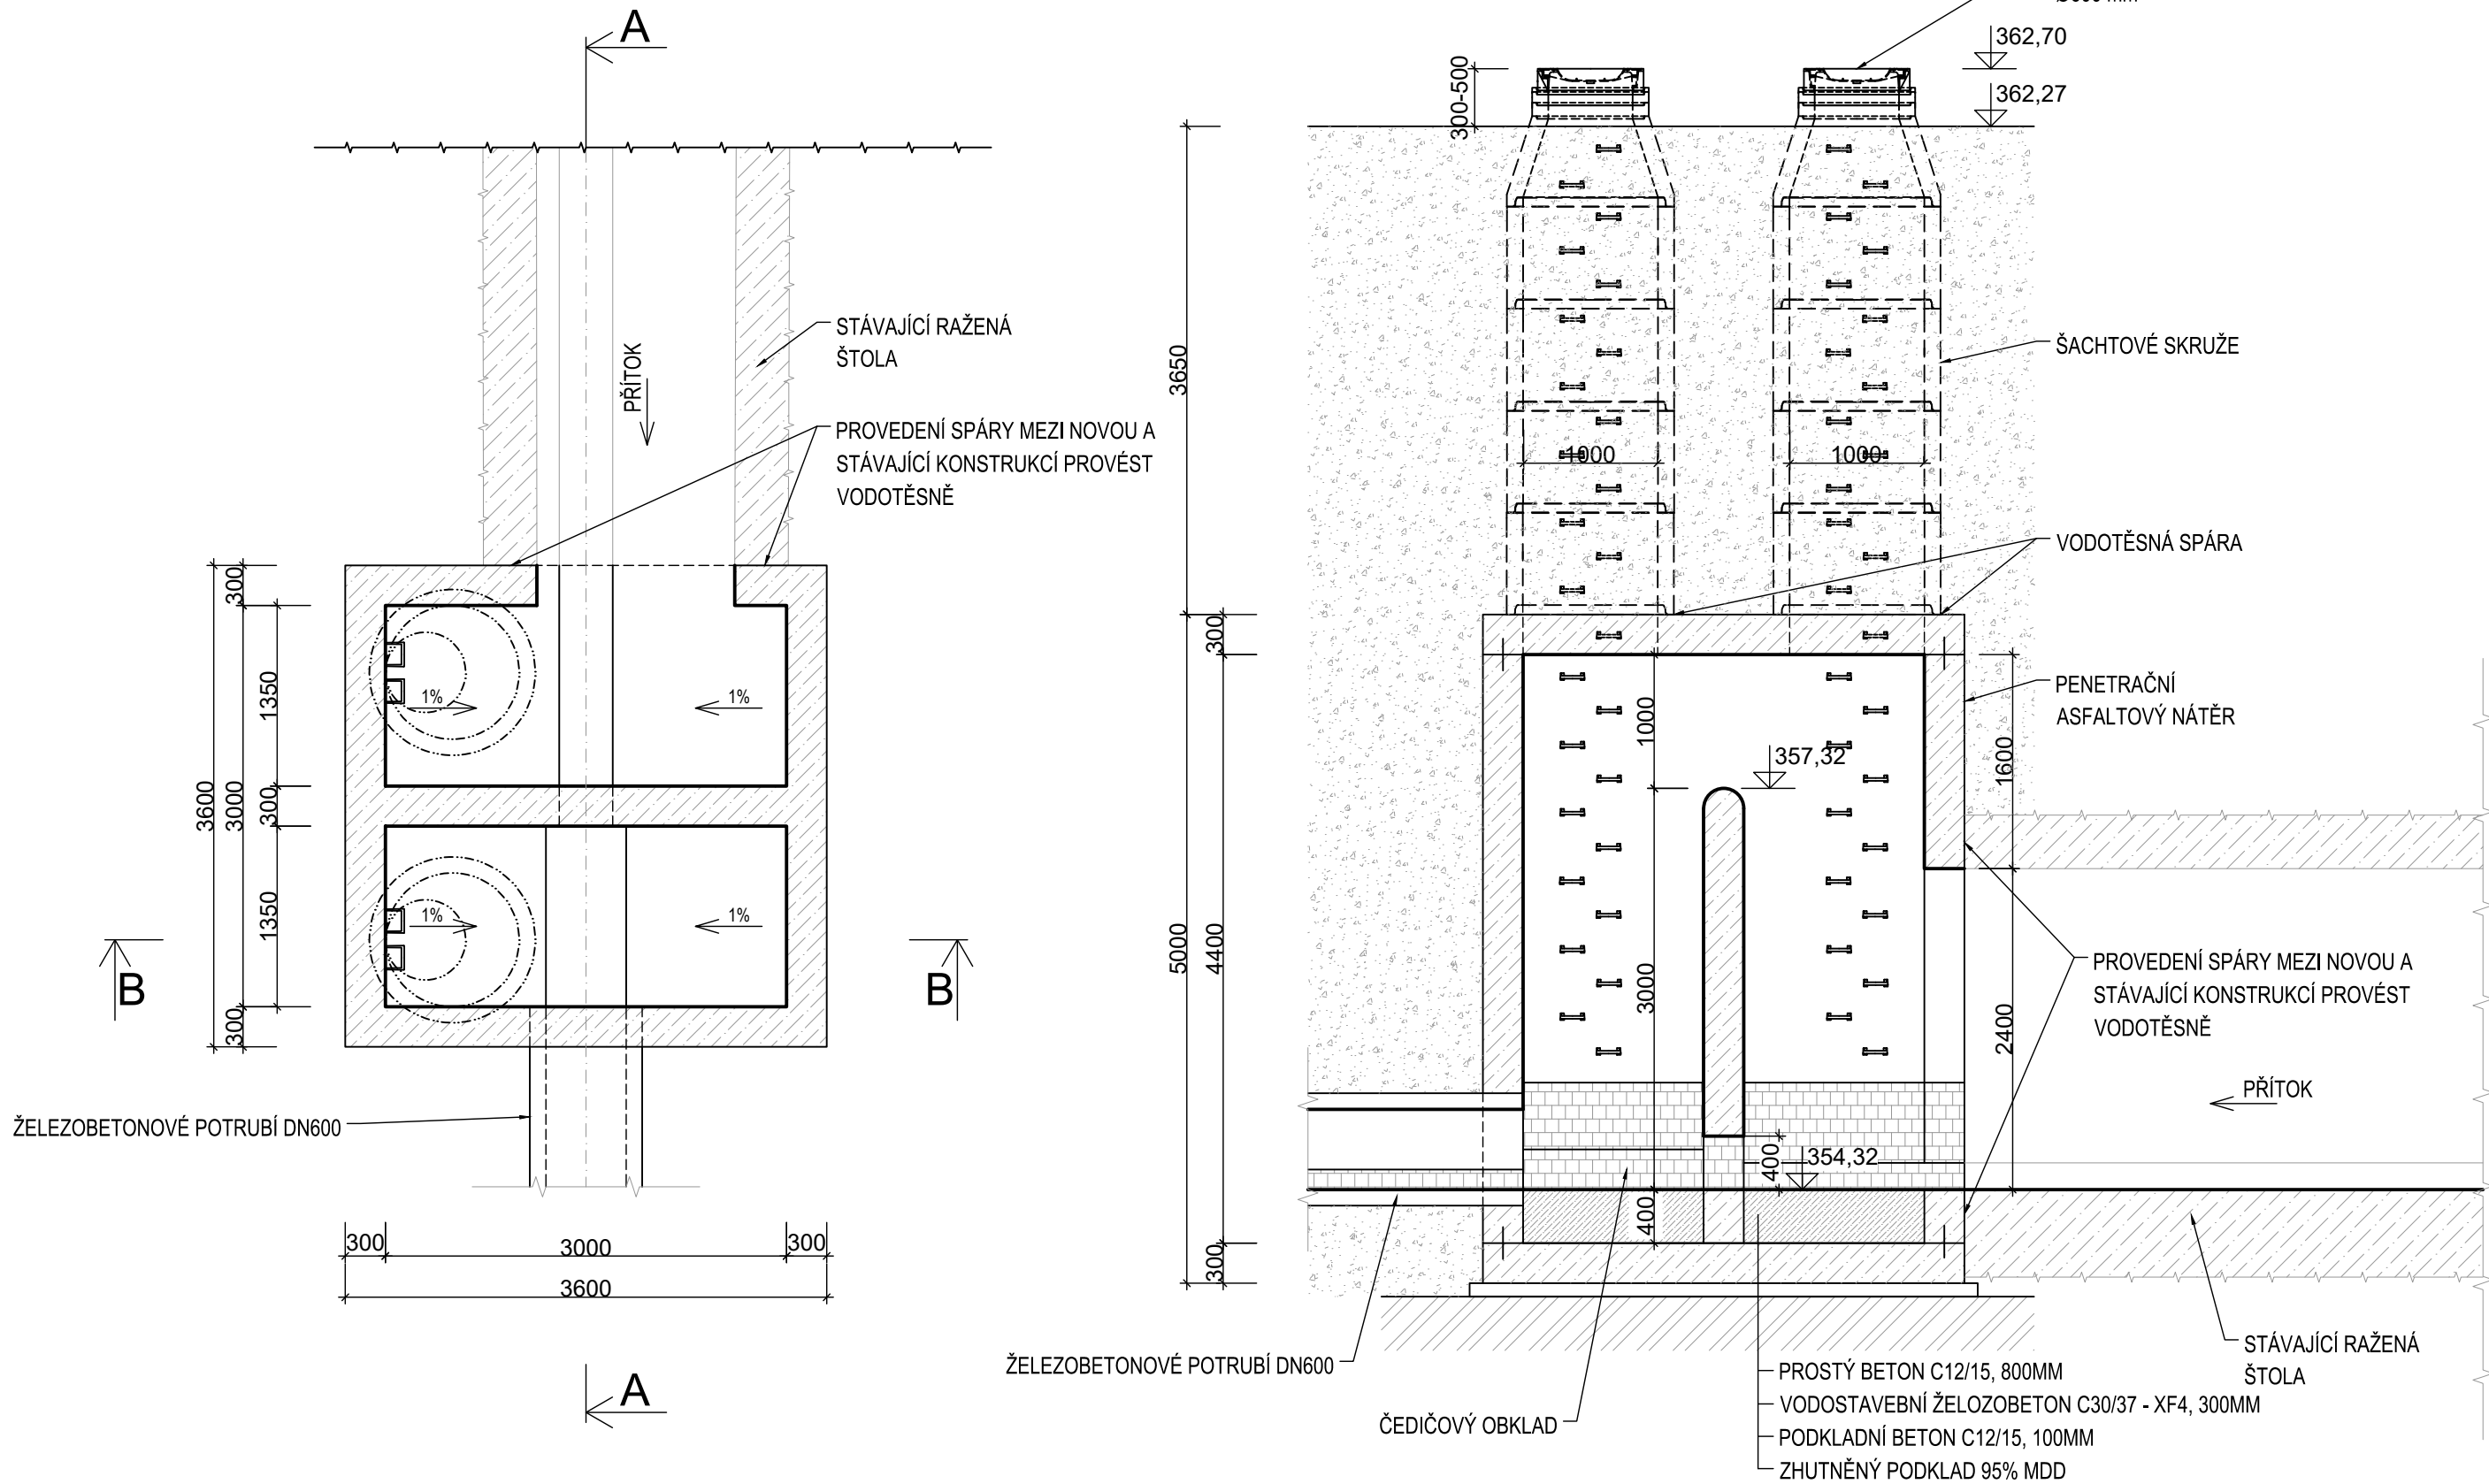 A
STÁVAJÍCÍ RAŽENÁ
ŠTOLA
PŘÍTOK
PROVEDENÍ SPÁRY MEZI NOVOU A
STÁVAJÍCÍ KONSTRUKCÍ PROVÉST
VODOTĚSNĚ
300
1350
300
1350
3600
3000
300
1%
1%
1%
1%
B
B
ŽELEZOBETONOVÉ POTRUBÍ DN600
300
3000
300
3600
A
362,70
362,27
300-500
3650
ŠACHTOVÉ SKRUŽE
1000
1000
VODOTĚSNÁ SPÁRA
300
PENETRAČNÍ
ASFALTOVÝ NÁTĚR
1000
357,32
1600
5000
4400
3000
PROVEDENÍ SPÁRY MEZI NOVOU A
STÁVAJÍCÍ KONSTRUKCÍ PROVÉST
VODOTĚSNĚ
2400
PŘÍTOK
400
354,32
400
300
STÁVAJÍCÍ RAŽENÁ
ŠTOLA
ŽELEZOBETONOVÉ POTRUBÍ DN600
ČEDIČOVÝ OBKLAD
PROSTÝ BETON C12/15, 800MM
VODOSTAVEBNÍ ŽELOZOBETON C30/37 - XF4, 300MM
PODKLADNÍ BETON C12/15, 100MM
ZHUTNĚNÝ PODKLAD 95% MDD